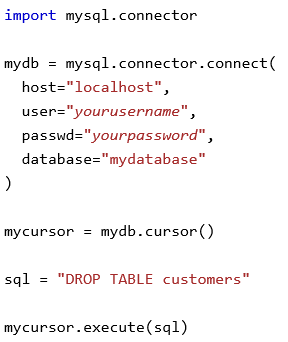 import mysql.connector
mydb = mysql.connector.connect(
  host="localhost",
  user="yourusername",
  passwd="yourpassword",
  database="mydatabase"
)
mycursor = mydb.cursor()
sql = "DROP TABLE customers"
mycursor.execute(sql)